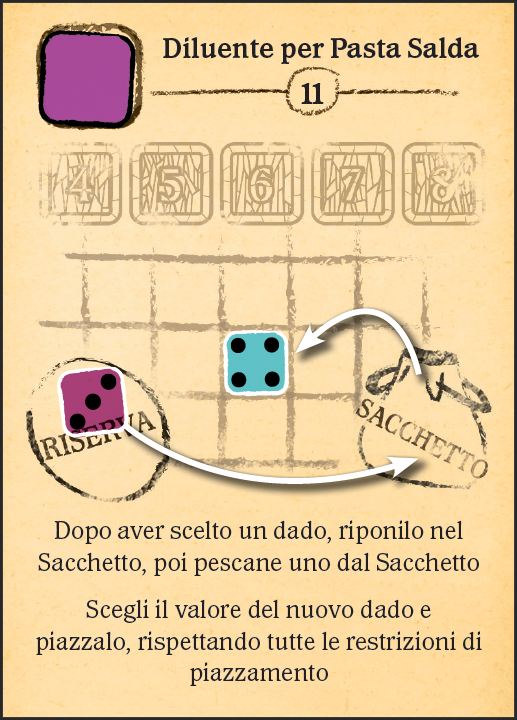 Diluente per Pasta Salda
11
4 5 6 7 8
RISERVA
SACCHETTO
Dopo aver scelto un dado, riponilo nel
Sacchetto, poi pescane uno dal Sacchetto
Scegli il valore del nuovo dado e
piazzalo, rispettando tutte le restrizioni di
piazzamento